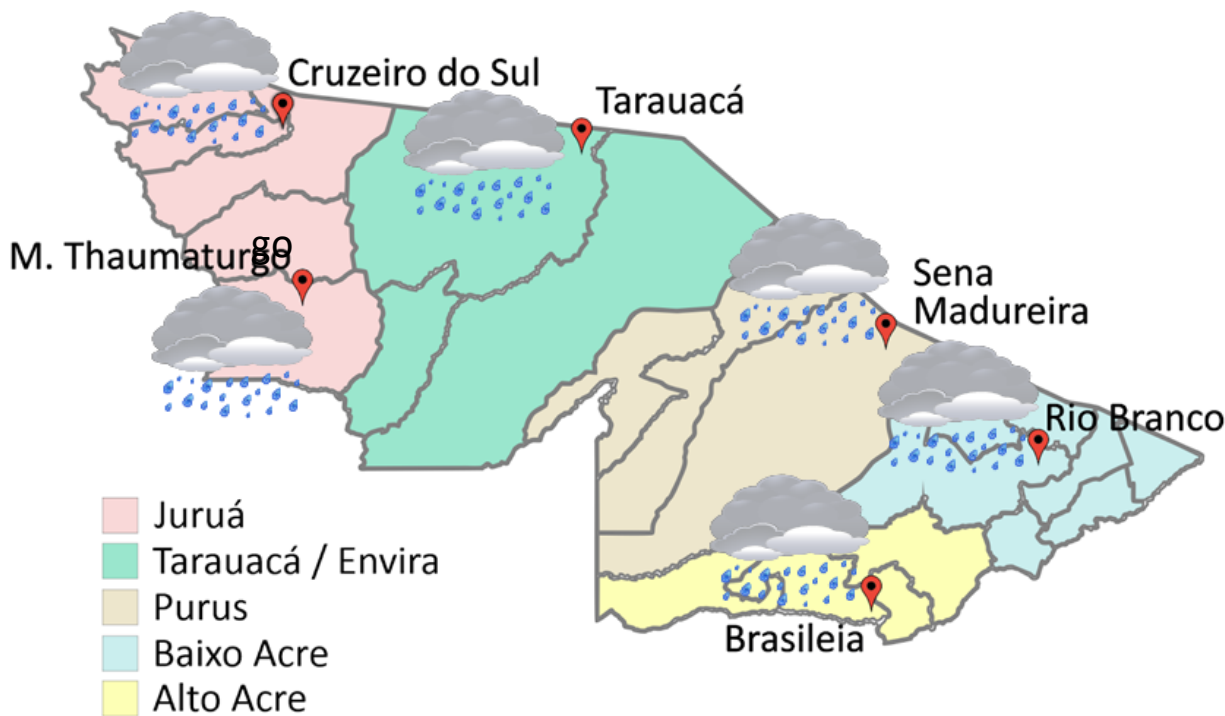 Cruzeiro do Sul
Tarauacá
M. Thaumaturgo
go
Sena
Madureira
Rio Branco
Brasileia
Juruá
Tarauacá / Envira
Purus
Baixo Acre
Alto Acre